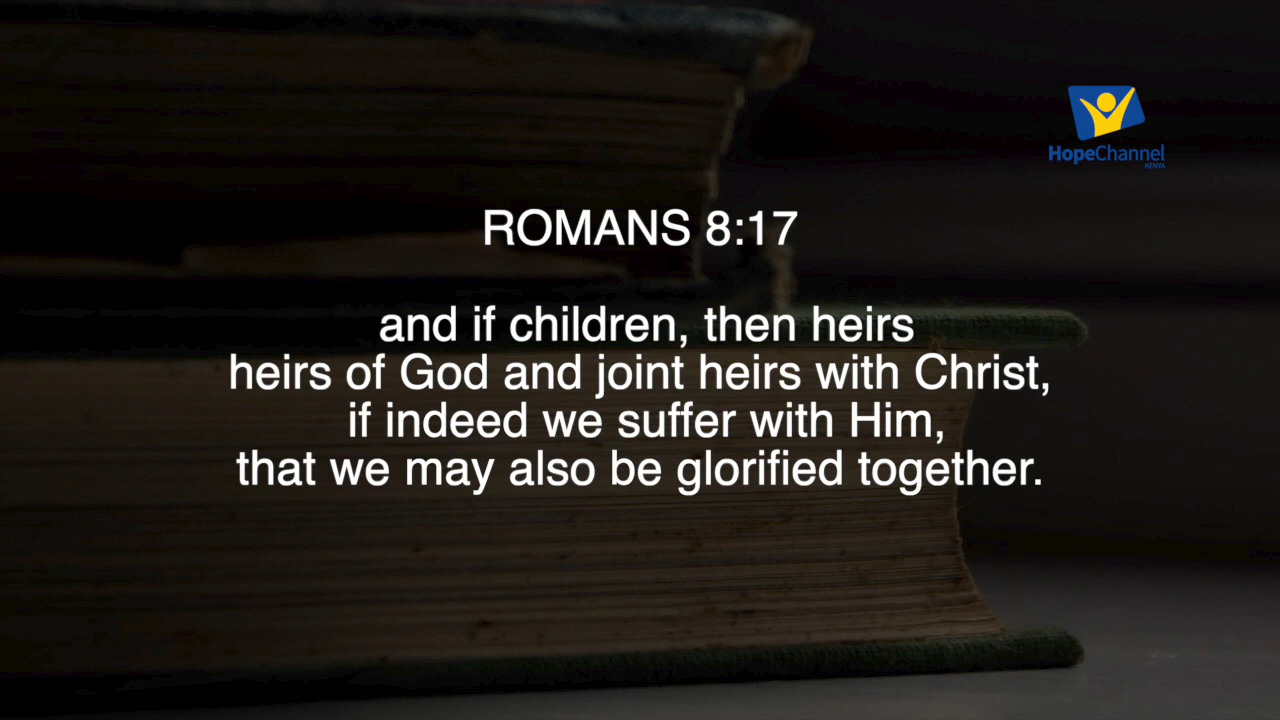 HopeChannel
KENYA
ROMANS 8:17
and if children, then heirs
heirs of God and joint heirs with Christ,
if indeed we suffer with Him,
that we may also be glorified together.